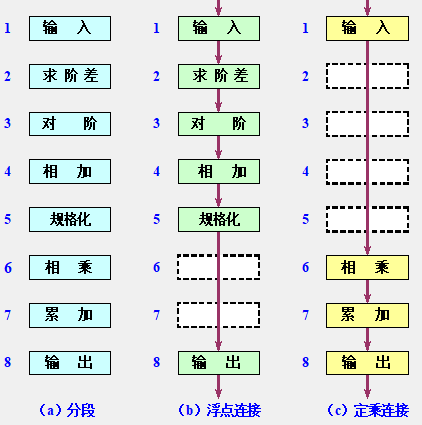 1 输入 1 输入 1 输入
2 求阶差 2 求阶差 2
3 对阶 3 对阶 3
4 相加 4 相加 4
5 规格化 5 规格化 5
6 相乘 6 6 相乘
7 累加 7 7 累加
8 输出 8 输出 8 输出
（a）分段 （b）浮点连接 （c）定乘连接